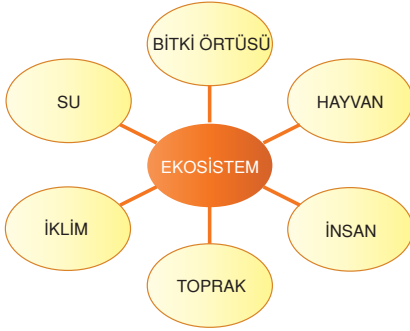 BİTKİ ÖRTÜSÜ
SU
HAYVAN
EKOSİSTEM
İKLİM
İNSAN
TOPRAK